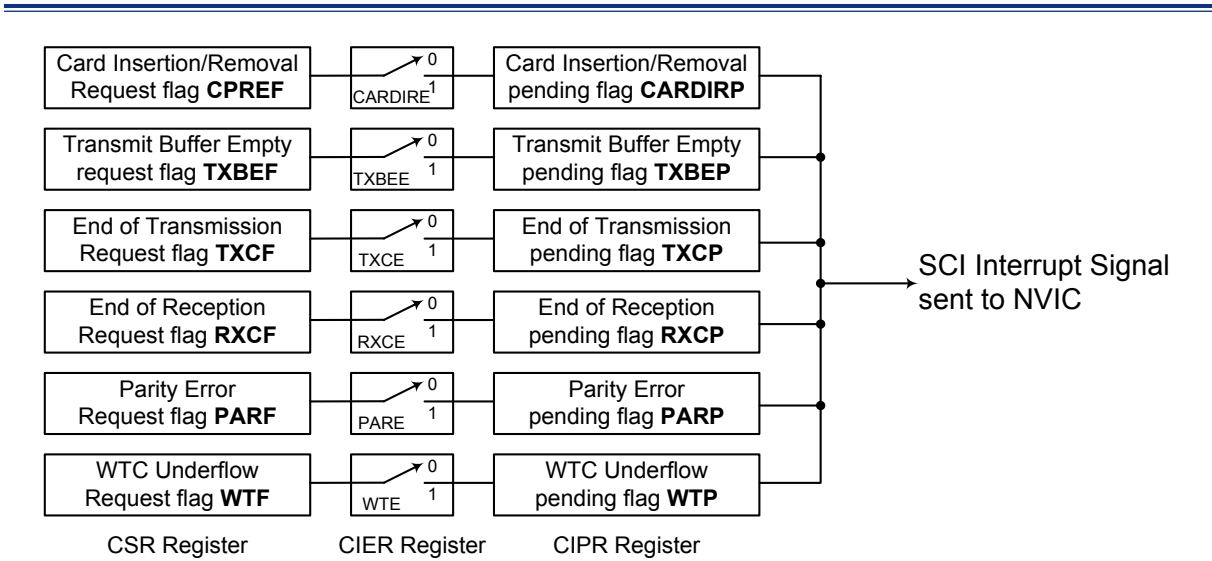 Card Insertion/Removal
Request flag CPREF
0
1
CARDIRE
Card Insertion/Removal
pending flag CARDIRP
Transmit Buffer Empty
request flag TXBEF
0
1
TXBEE
Transmit Buffer Empty
pending flag TXBEP
End of Transmission
Request flag TXCF
0
1
TXCE
End of Transmission
pending flag TXCP
SCI Interrupt Signal
sent to NVIC
End of Reception
Request flag RXCF
0
1
RXCE
End of Reception
pending flag RXCP
Parity Error
Request flag PARF
0
1
PARE
Parity Error
pending flag PARP
WTC Underflow
Request flag WTF
0
1
WTE
WTC Underflow
pending flag WTP
CSR Register
CIER Register
CIPR Register